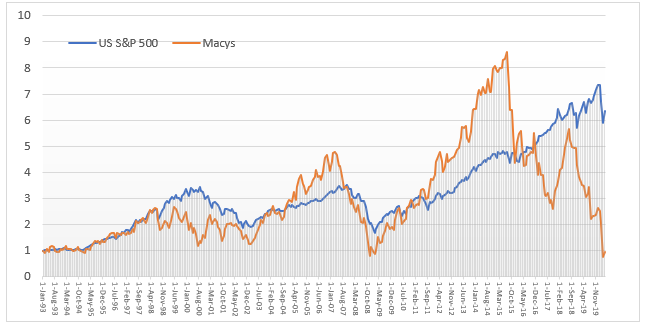 10
9
US S&P 500 Macys
8
7
6
5
4
3
2
1
0
1-Jan-93
1-Aug-93
1-Mar-94
1-Oct-94
1-May-95
1-Dec-95
1-Jul-96
1-Feb-97
1-Sep-97
1-Apr-98
1-Nov-98
1-Jun-99
1-Jan-00
1-Aug-00
1-Mar-01
1-Oct-01
1-May-02
1-Dec-02
1-Jul-03
1-Feb-04
1-Sep-04
1-Apr-05
1-Nov-05
1-Jun-06
1-Jan-07
1-Aug-07
1-Mar-08
1-Oct-08
1-May-09
1-Dec-09
1-Jul-10
1-Feb-11
1-Sep-11
1-Apr-12
1-Nov-12
1-Jun-13
1-Jan-14
1-Aug-14
1-Mar-15
1-Oct-15
1-May-16
1-Dec-16
1-Jul-17
1-Feb-18
1-Sep-18
1-Apr-19
1-Nov-19